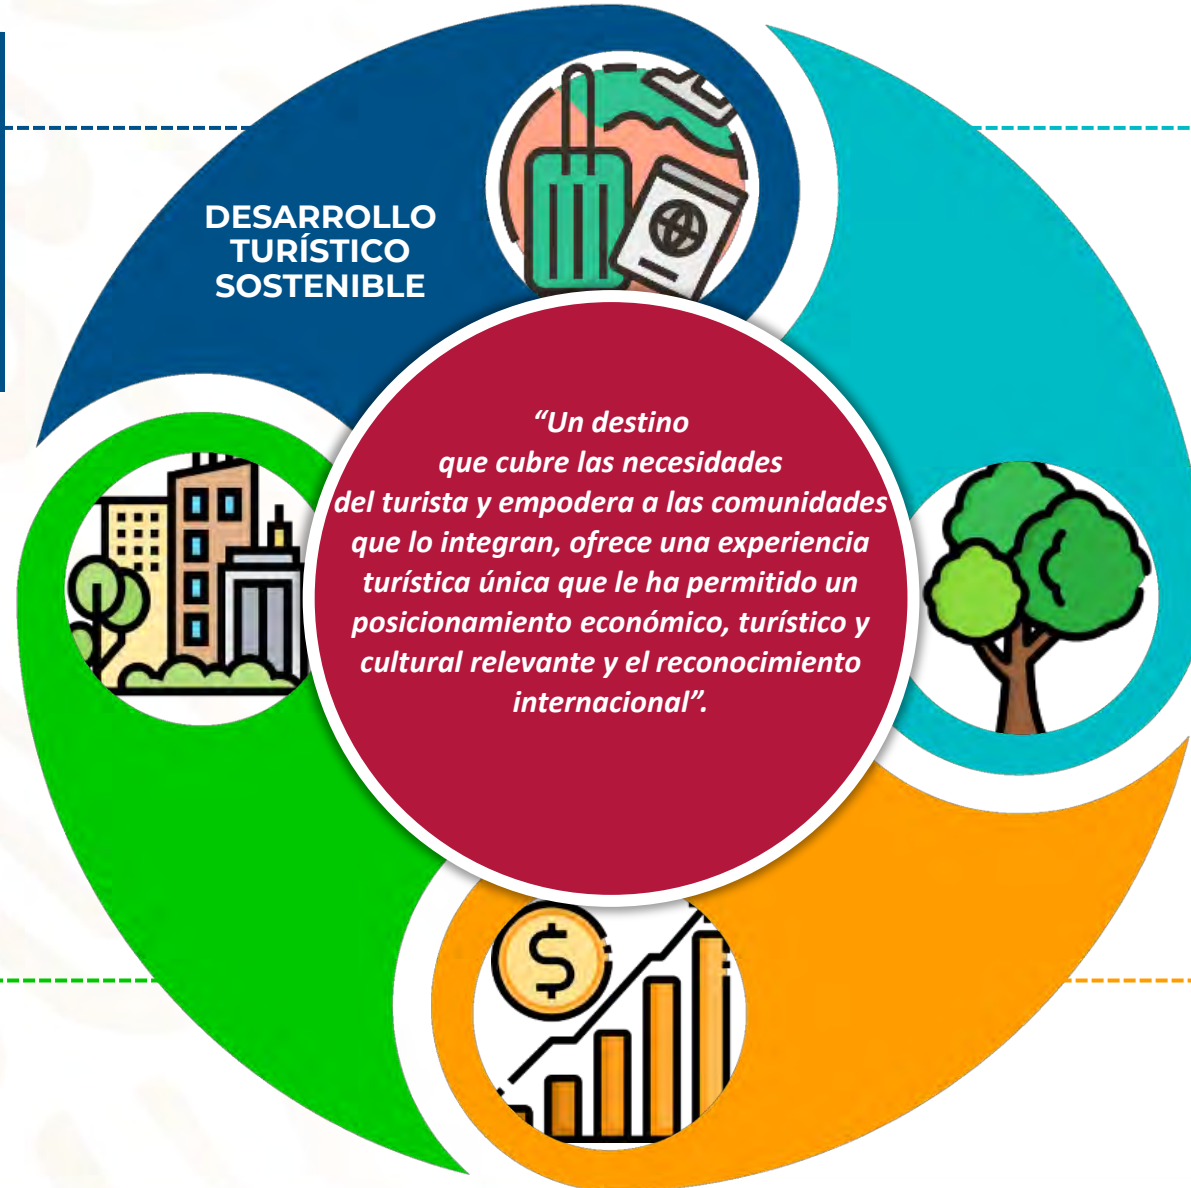 DESARROLLO
TURÍSTICO
SOSTENIBLE
“Un destino
que cubre las necesidades
del turista y empodera a las comunidades
que lo integran, ofrece una experiencia
turística única que le ha permitido un
posicionamiento económico, turístico y
cultural relevante y el reconocimiento
internacional”.
$